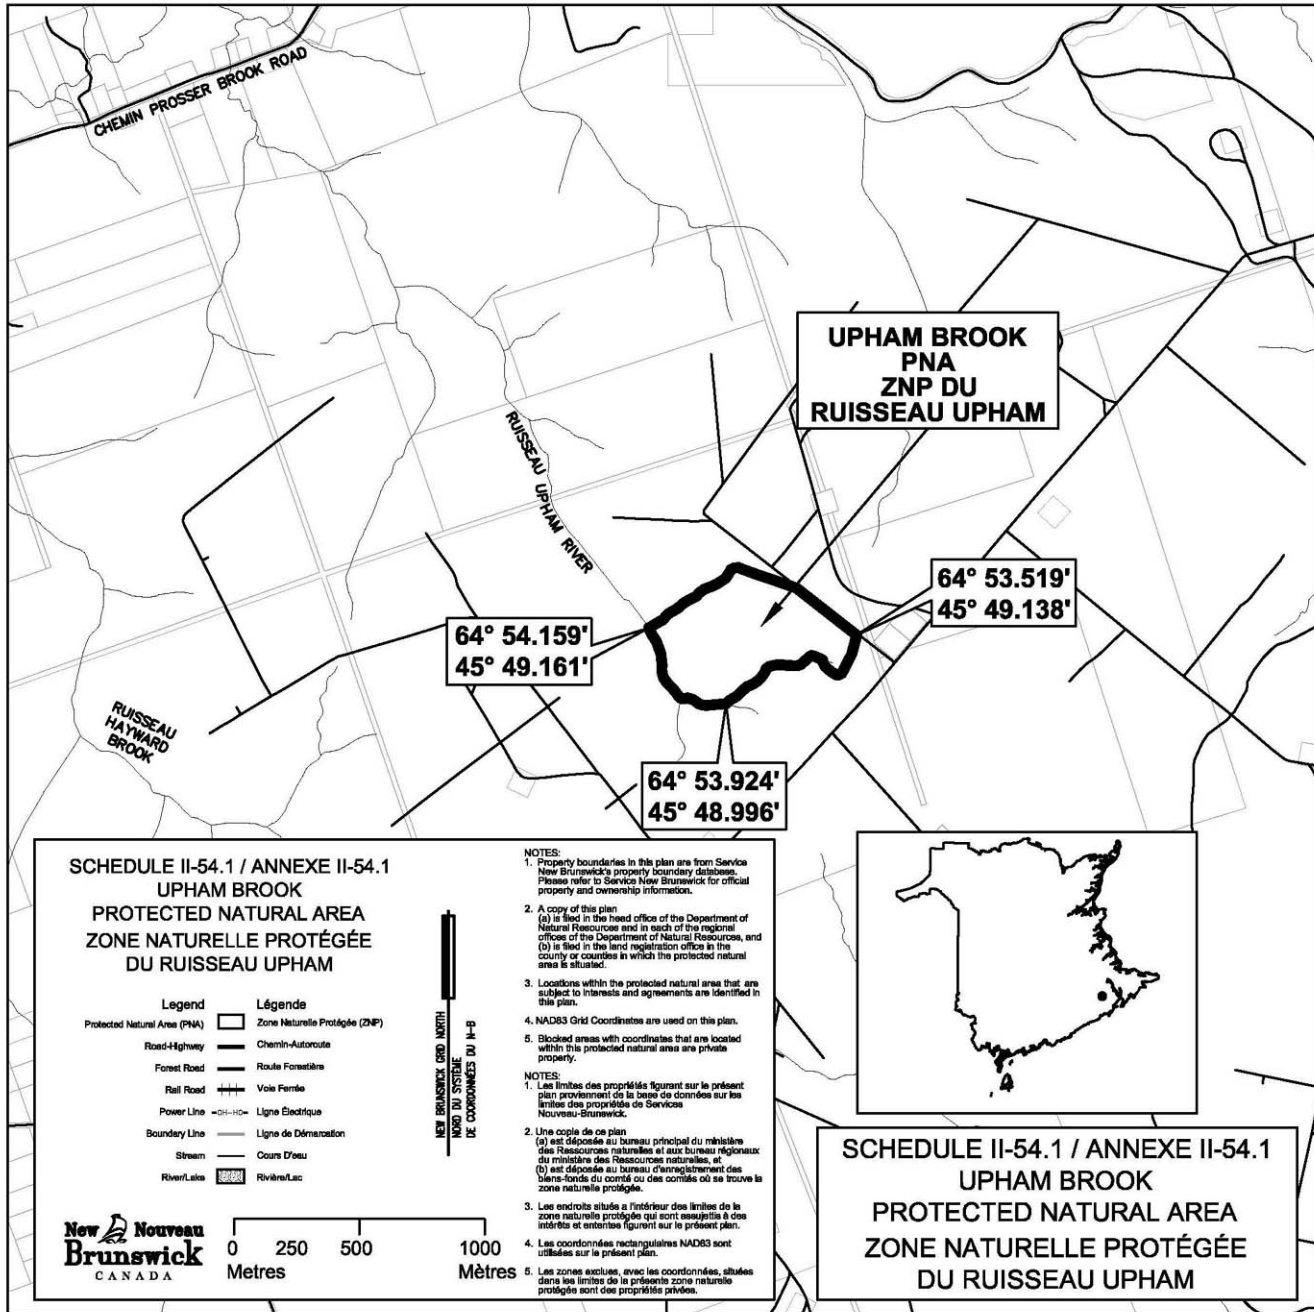 CHEMIN PROSSER BROOK ROAD
UPHAM BROOK
PNA
ZNP DU
RUISSEAU UPHAM
RUISSEAU UPHAM RIVER
64° 53.519'
45° 49.138'
64° 54.159'
45° 49.161'
RUISSEAU
HAYWARD
BROOK
64° 53.924'
45° 48.996'
SCHEDULE II-54.1 / ANNEXE II-54.1
UPHAM BROOK
PROTECTED NATURAL AREA
ZONE NATURELLE PROTÉGÉE
DU RUISSEAU UPHAM
Legend Légende
Protected Natural Area (PNA) Zone Naturelle Protégée (ZNP)
Road-Highway Chemin-Autoroute
Forest Road Route Forestière
Rail Road Voie Ferrée
Power Line -OH-HO- Ligne Électrique
Boundary Line Ligne de Démarcation
Stream Cours D'eau
River/Lake Rivière/Lac
NEW BRUNSWICK GRID NORTH
NORD DU SYSTÈME
DE COORDONNÉES DU N-B
New Nouveau
Brunswick
CANADA
0 250 500 1000
Metres Mètres
NOTES:
1. Property boundaries in this plan are from Service
New Brunswick's property boundary database.
Please refer to Service New Brunswick for official
property and ownership information.
2. A copy of this plan
(a) is filed in the head office of the Department of
Natural Resources and in each of the regional
offices of the Department of Natural Resources, and
(b) is filed in the land registration office in the
county or counties in which the protected natural
area is situated.
3. Locations within the protected natural area that are
subject to interests and agreements are identified in
this plan.
4. NAD83 Grid Coordinates are used on this plan.
5. Blocked areas with coordinates that are located
within this protected natural area are private
property.
NOTES:
1. Les limites des propriétés figurant sur le présent
plan proviennent de la base de données sur les
limites des propriétés de Services
Nouveau-Brunswick.
2. Une copie de ce plan
(a) est déposée au bureau principal du ministère
des Ressources naturelles et aux bureau régionaux
du ministère des Ressources naturelles, et
(b) est déposée au bureau d'enregistrement des
biens-fonds du comté ou des comtés où se trouve la
zone naturelle protégée.
3. Les endroits situés a l'intérieur des limites de la
zone naturelle protégée qui sont assujettis à des
intérêts et ententes figurent sur le présent plan.
4. Les coordonnées rectangulaires NAD83 sont
utilisées sur le présent plan.
5. Les zones exclues, avec les coordonnées, situées
dans les limites de la présente zone naturelle
protégée sont des propriétés privées.
SCHEDULE II-54.1 / ANNEXE II-54.1
UPHAM BROOK
PROTECTED NATURAL AREA
ZONE NATURELLE PROTÉGÉE
DU RUISSEAU UPHAM